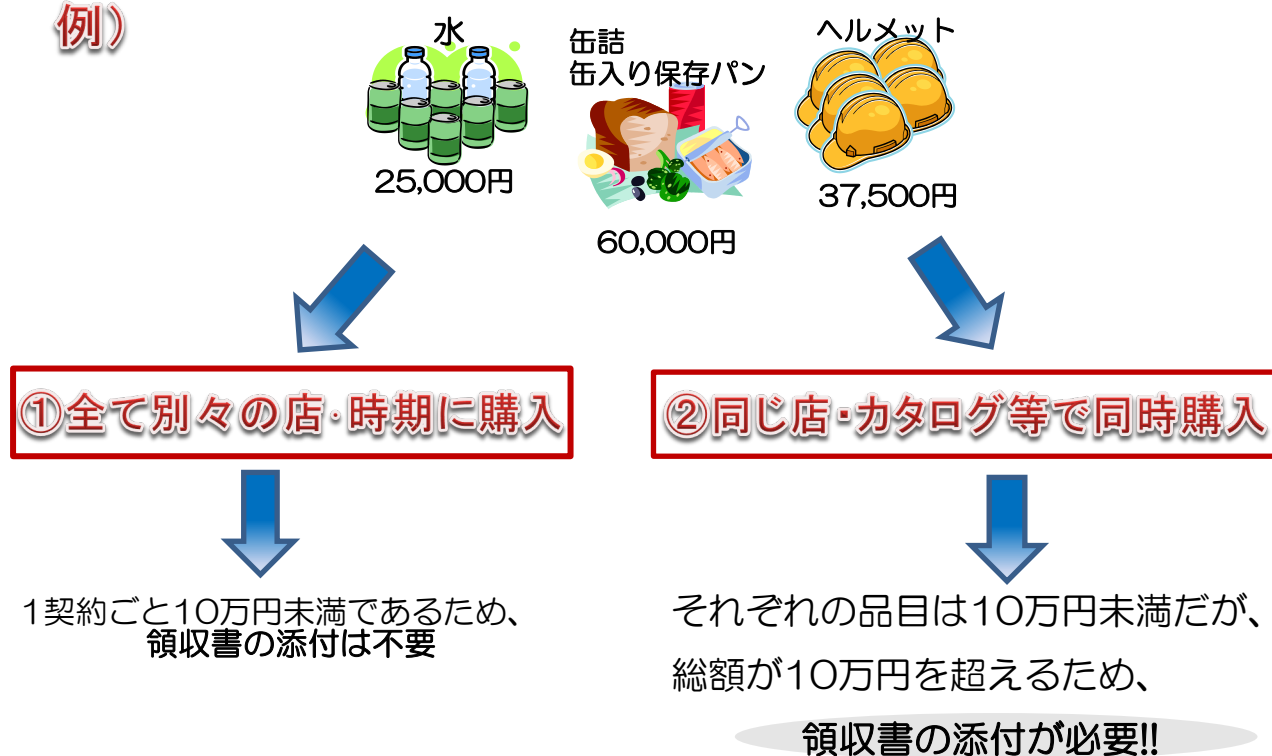 例)
水
25,000円
缶詰
缶入り保存パン
60,000円
ヘルメット
37,500円
①全て別々の店・時期に購入
1契約ごと10万円未満であるため、
領収書の添付は不要
②同じ店・カタログ等で同時購入
それぞれの品目は10万円未満だが、
総額が10万円を超えるため、
領収書の添付が必要!!